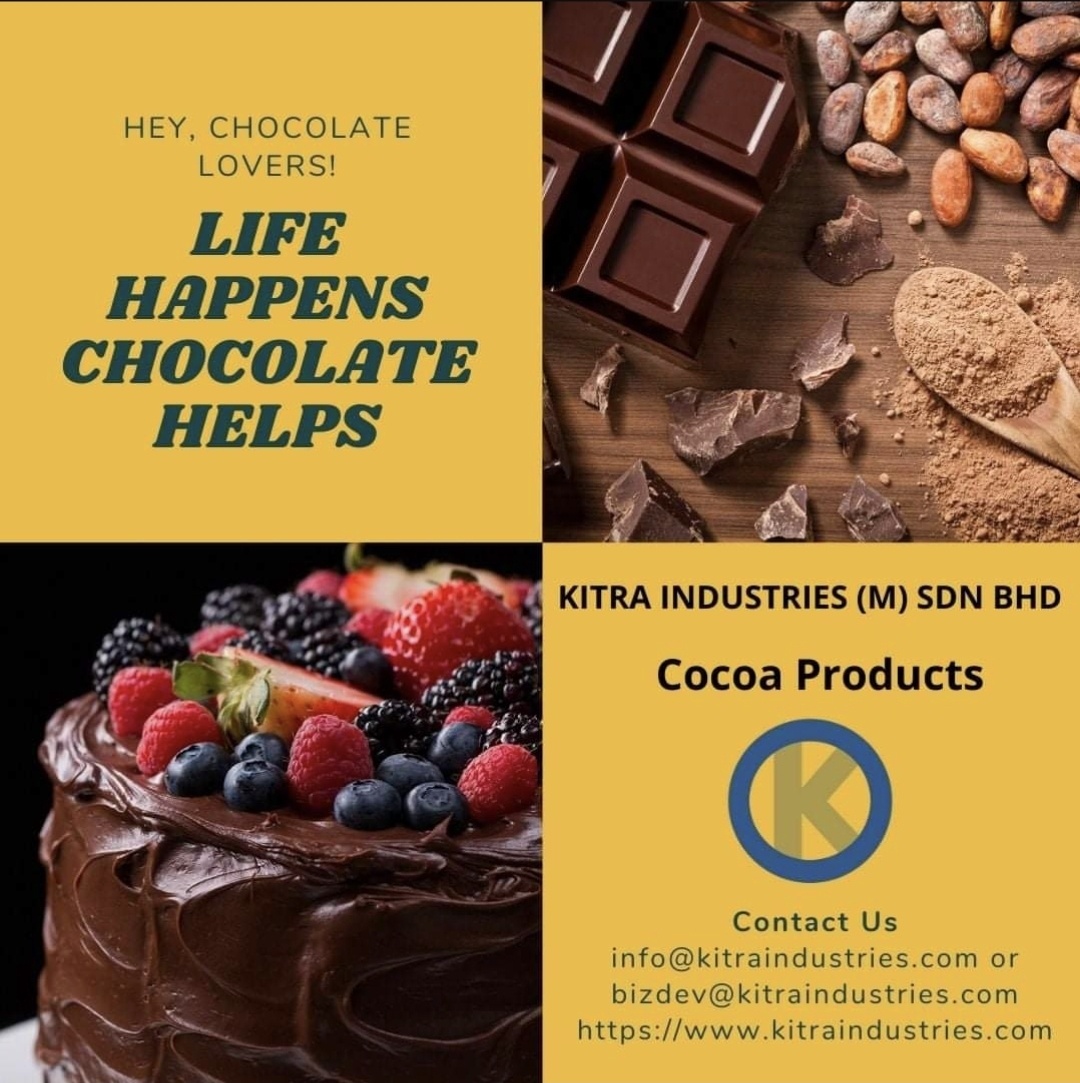 HEY, CHOCOLATE
LOVERS!
LIFE
HAPPENS
CHOCOLATE
HELPS
KITRA INDUSTRIES (M) SDN BHD
Cocoa Products
K
Contact Us
info@kitraindustries.com or
bizdev@kitraindustries.com
https://www.kitraindustries.com